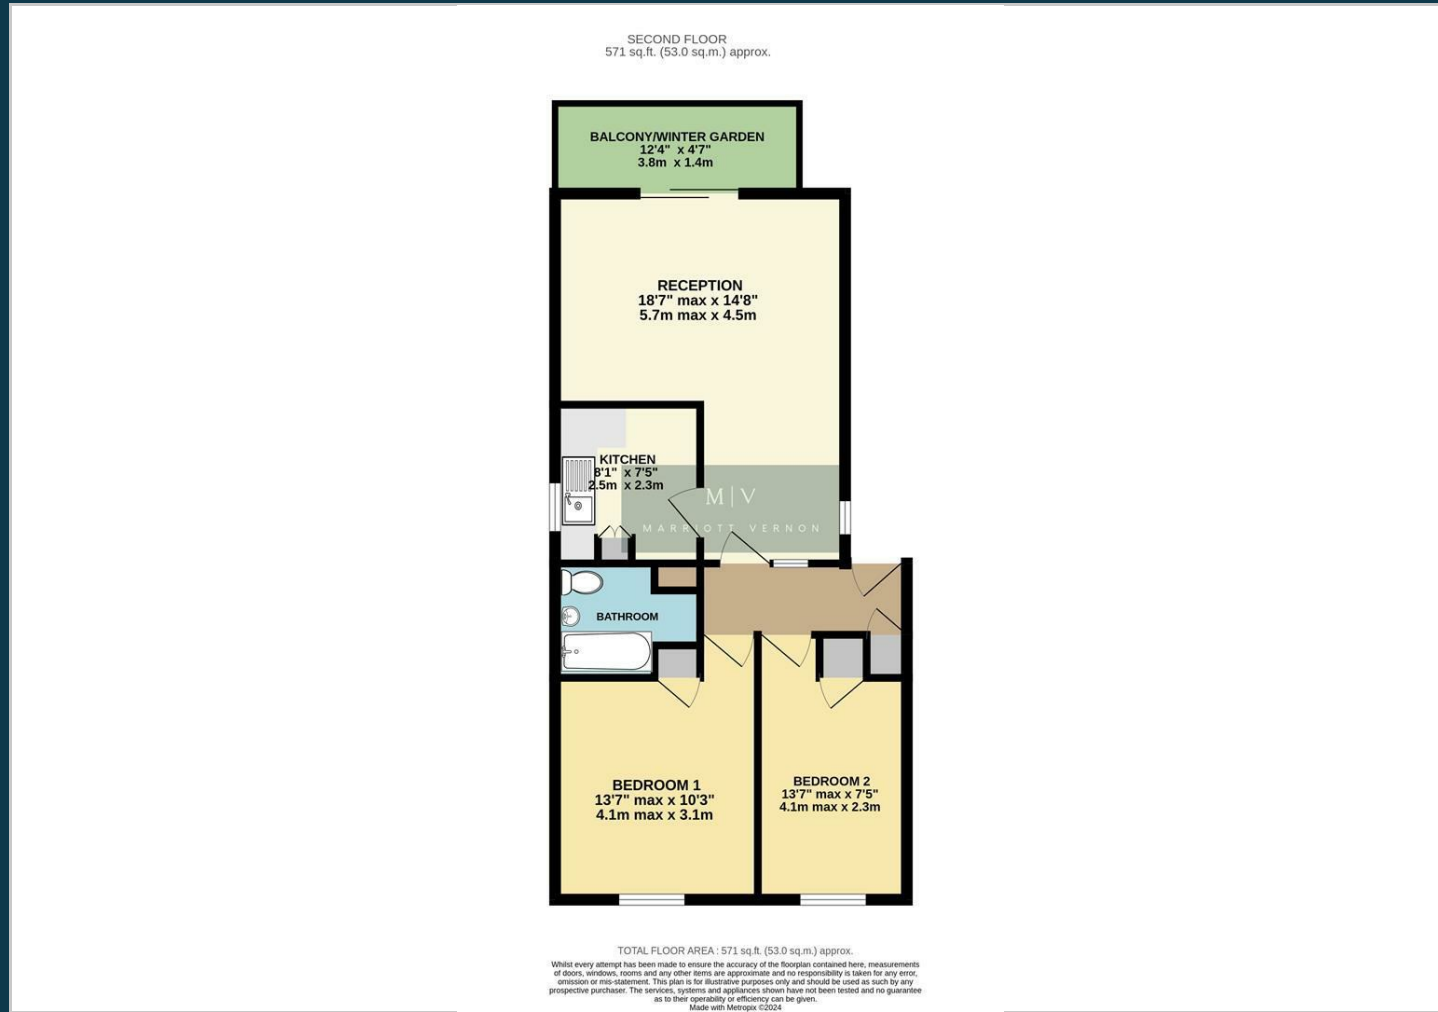 SECOND FLOOR
571 sq.ft. (53.0 sq.m.) approx.
BALCONY/WINTER GARDEN
12'4" x 4'7"
3.8m x 1.4m
RECEPTION
18'7" max x 14'8"
5.7m max x 4.5m
KITCHEN
8'1" x 7'5"
2.5m x 2.3m
M|V
MARRIOTT VERNON
BATHROOM
BEDROOM 1
13'7" max x 10'3"
4.1m max x 3.1m
BEDROOM 2
13'7" max x 7'5"
4.1m max x 2.3m
TOTAL FLOOR AREA : 571 sq.ft. (53.0 sq.m.) approx.
Whilst every attempt has been made to ensure the accuracy of the floorplan contained here, measurements
of doors, windows, rooms and any other items are approximate and no responsibility is taken for any error,
omission or mis-statement. This plan is for illustrative purposes only and should be used as such by any
prospective purchaser. The services, systems and appliances shown have not been tested and no guarantee
as to their operability or efficiency can be given.
Made with Metropix ©2024